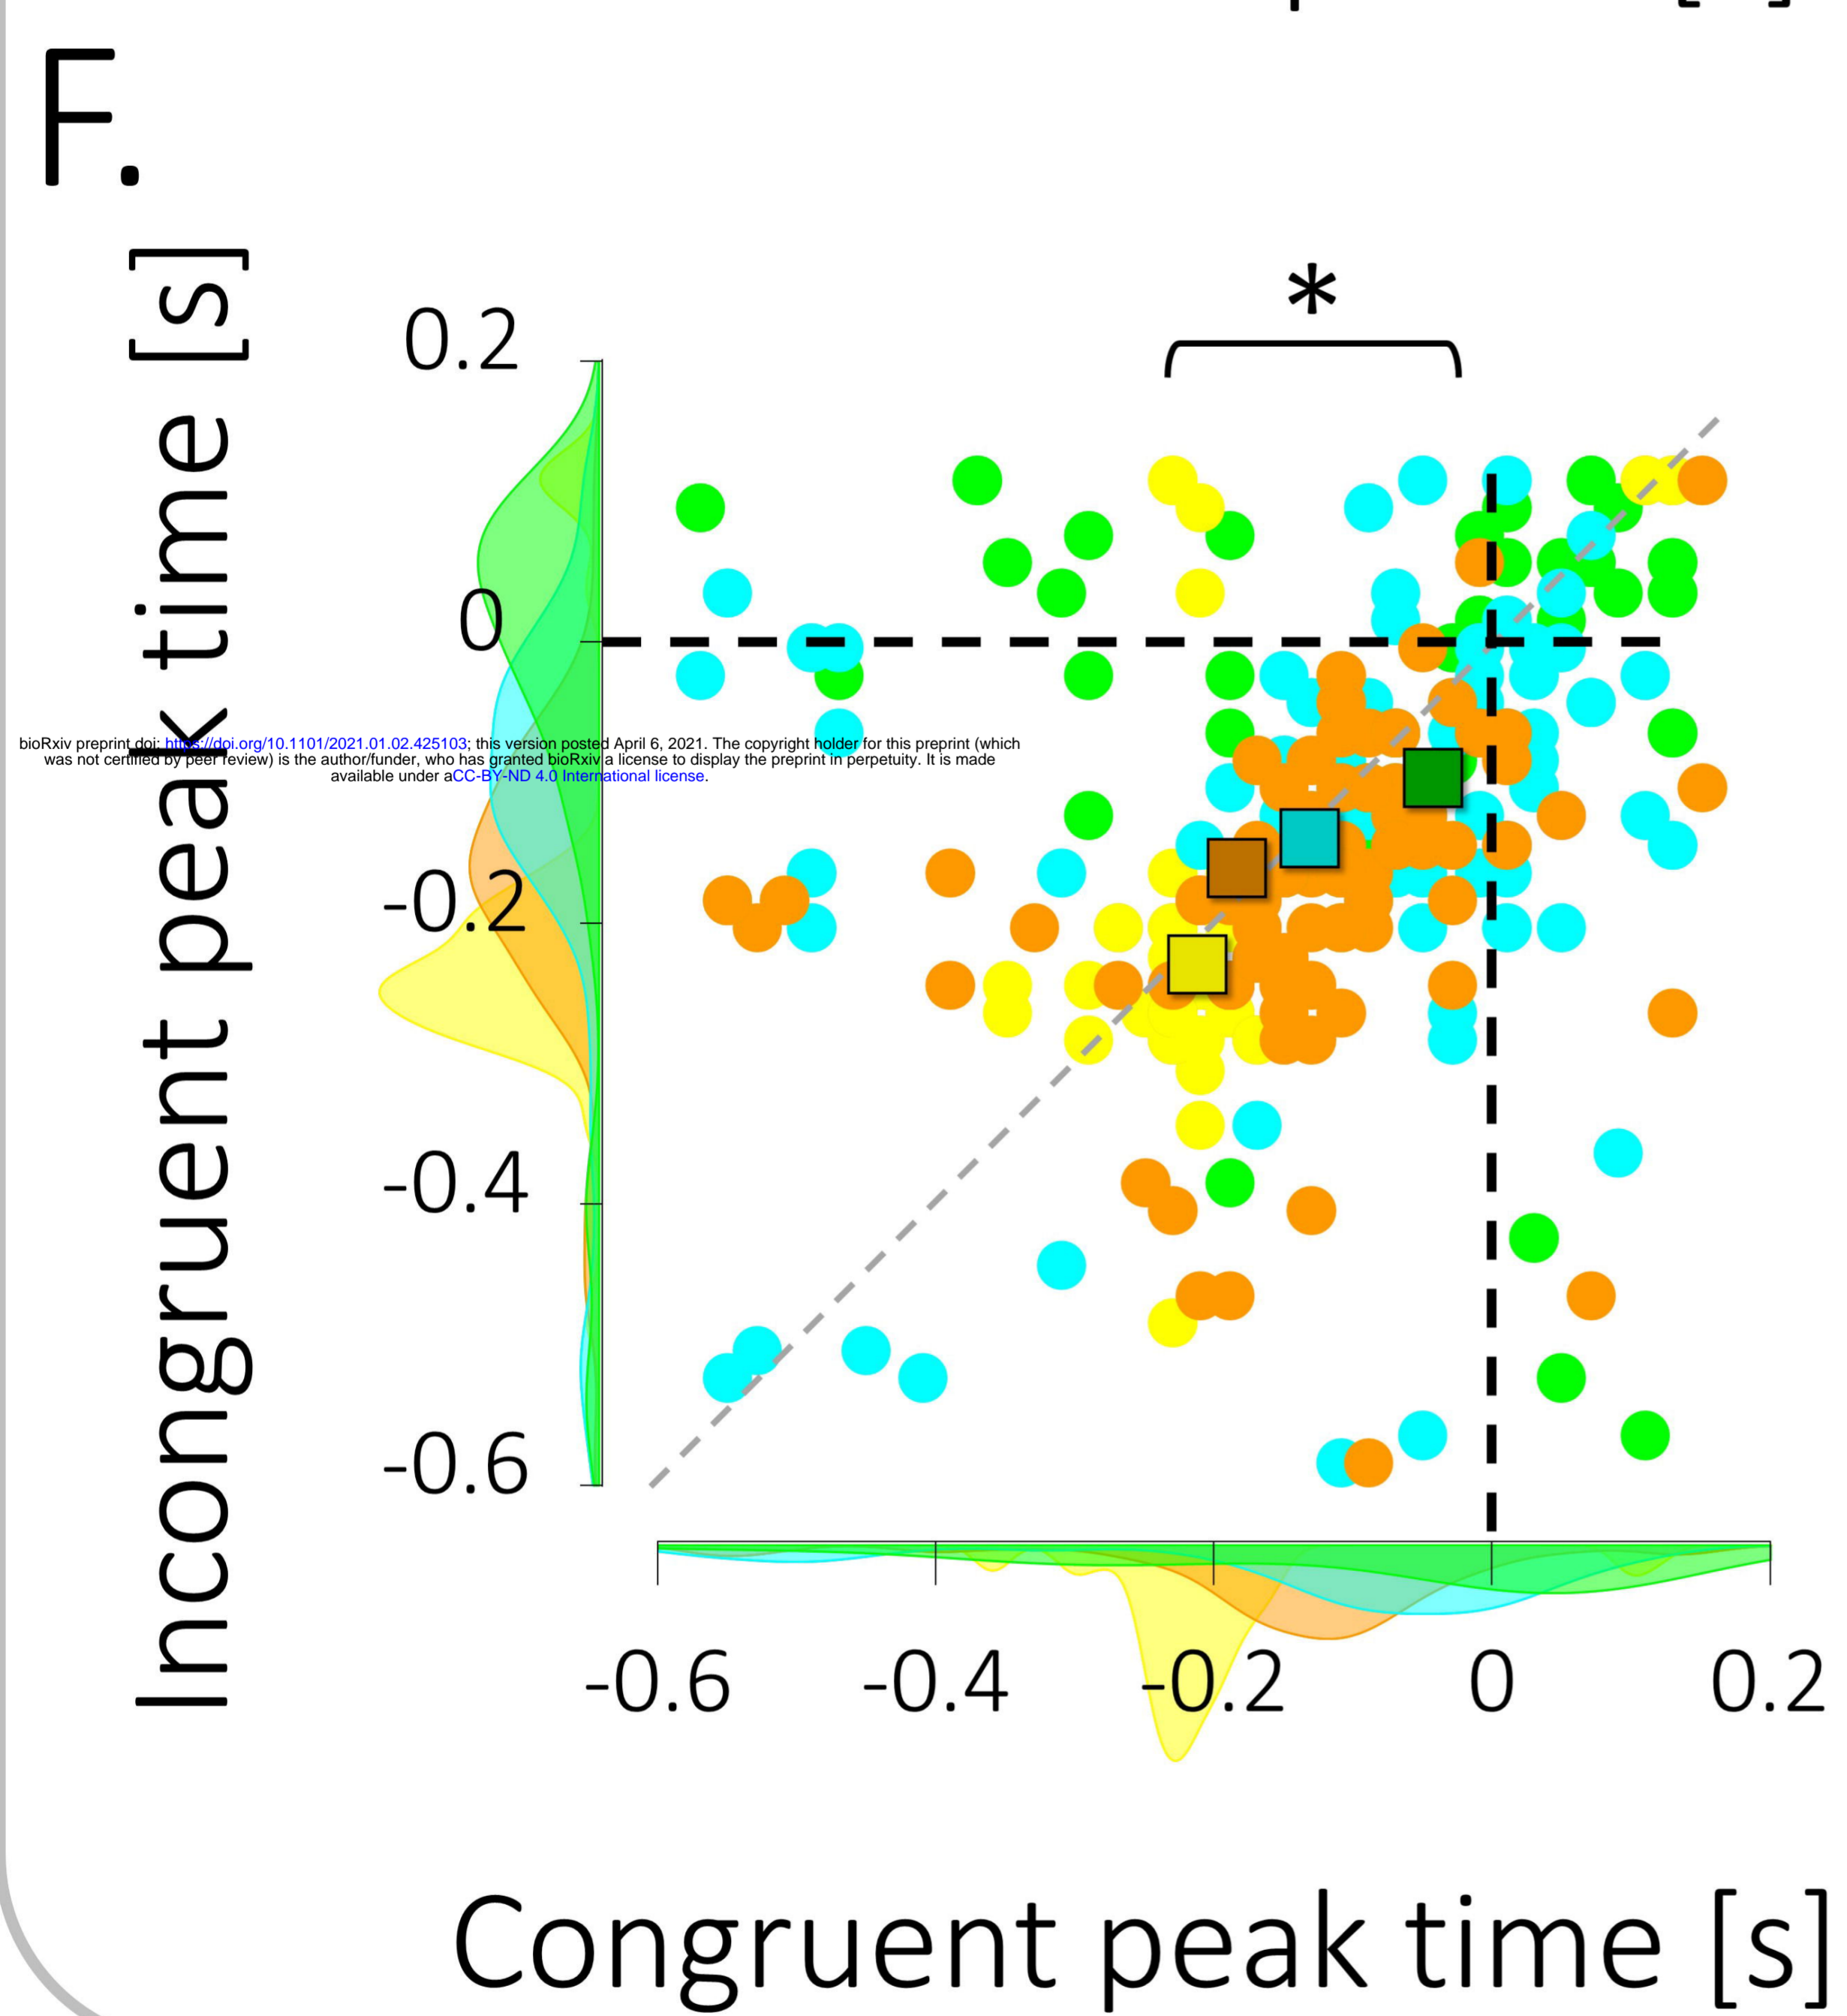 F.
Incongruent peak time [s]
*
0.2
0
-0.2
-0.4
-0.6
bioRxiv preprint doi: https://doi.org/10.1101/2021.01.02.425103; this version posted April 6, 2021. The copyright holder for this preprint (which
was not certified by peer review) is the author/funder, who has granted bioRxiv a license to display the preprint in perpetuity. It is made
available under aCC-BY-ND 4.0 International license.
-0.6 -0.4 -0.2 0 0.2
Congruent peak time [s]